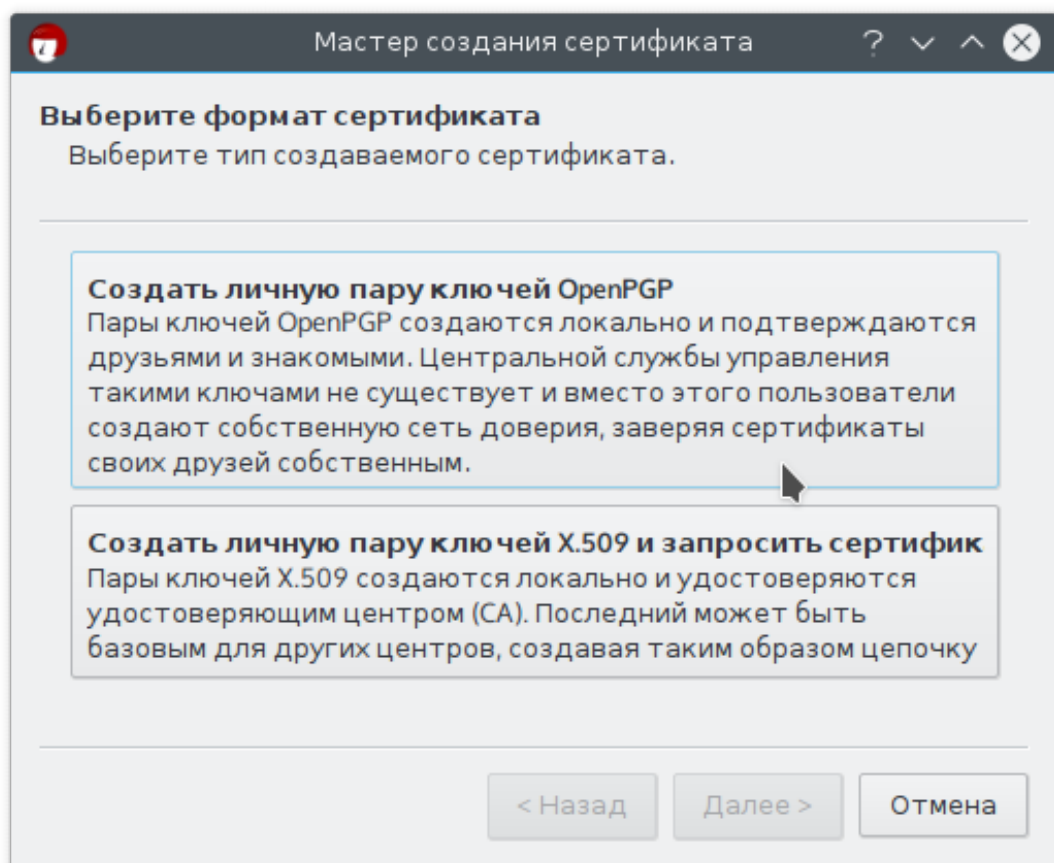 Мастер создания сертификата
Выберите формат сертификата
Выберите тип создаваемого сертификата.
Создать личную пару ключей OpenPGP
Пары ключей OpenPGP создаются локально и подтверждаются
друзьями и знакомыми. Центральной службы управления
такими ключами не существует и вместо этого пользователи
создают собственную сеть доверия, заверяя сертификаты
своих друзей собственным.
Создать личную пару ключей X.509 и запросить сертифик
Пары ключей X.509 создаются локально и удостоверяются
удостоверяющим центром (CA). Последний может быть
базовым для других центров, создавая таким образом цепочку
< Назад
Далее >
Отмена